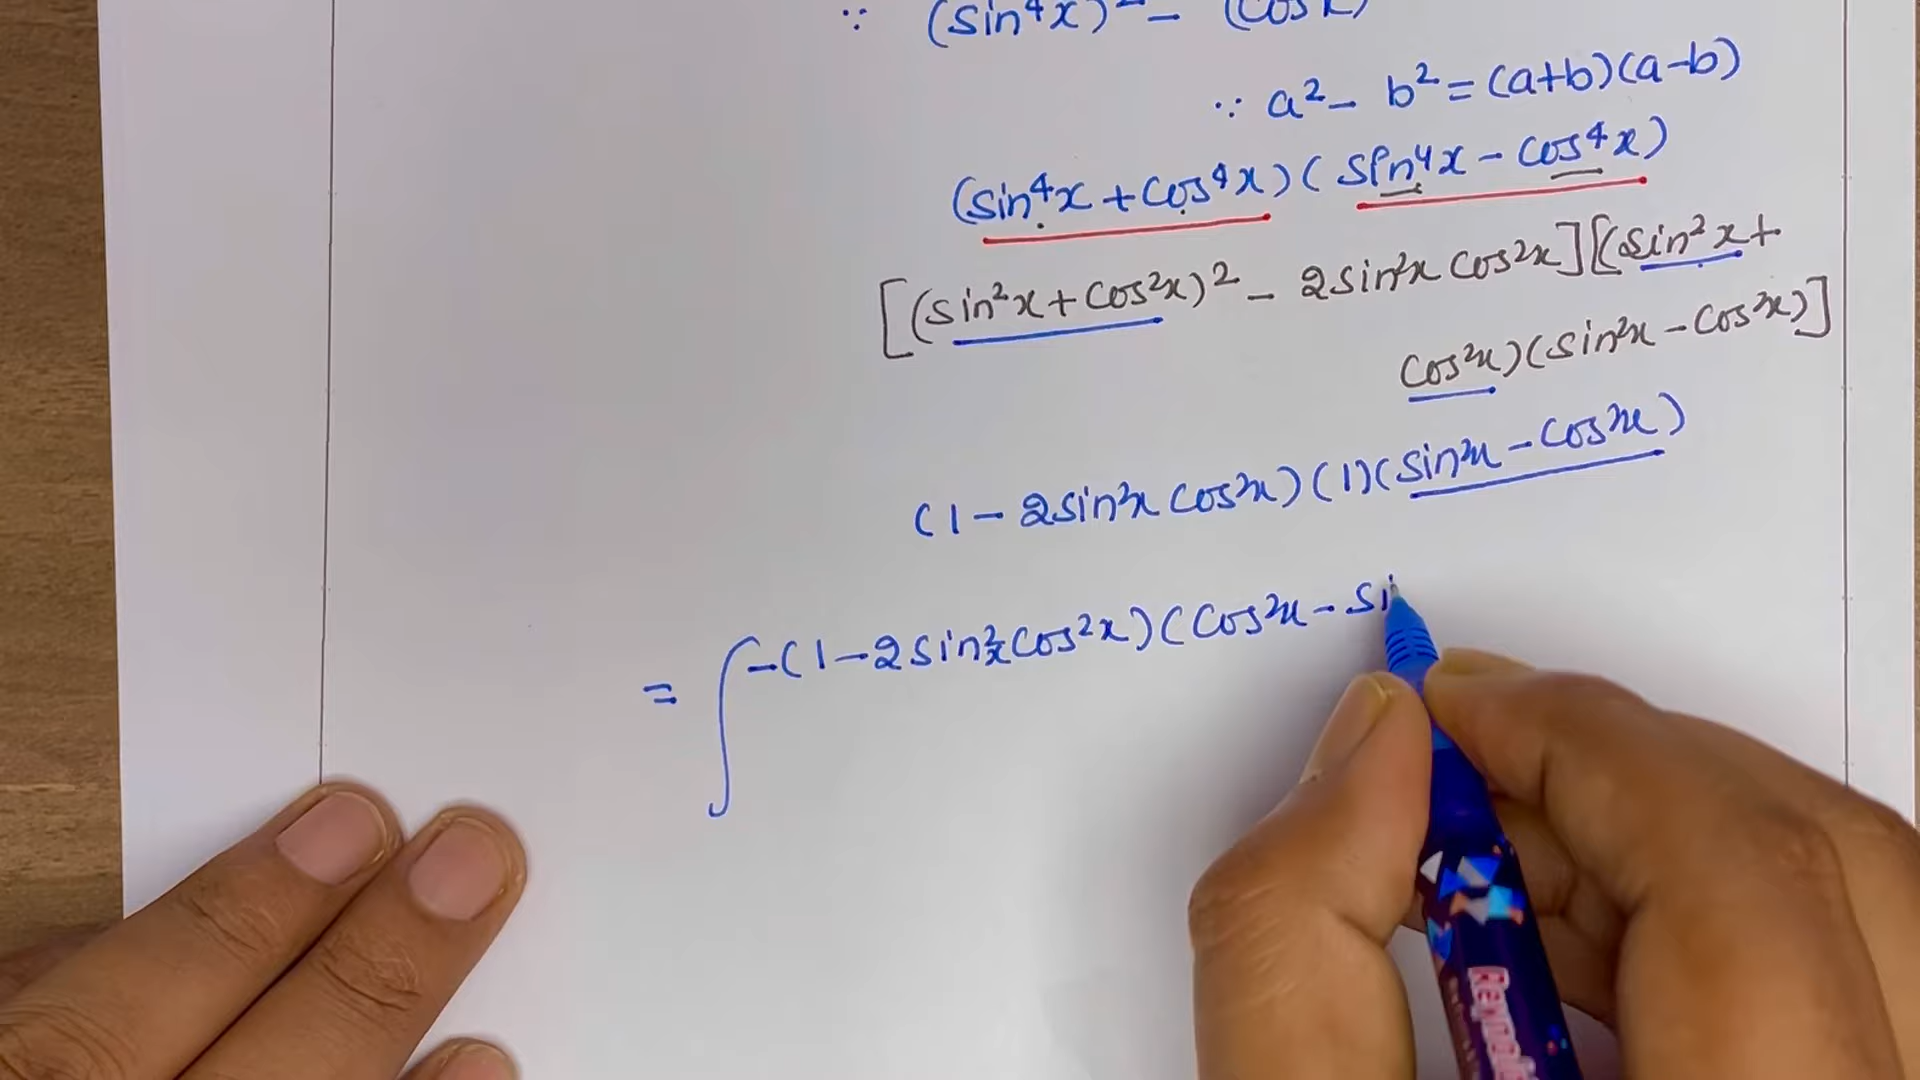 ∵ (sin⁴x)² - (cos x)
∵ a² - b² = (a+b)(a-b)
(sin⁴x + cos⁴x)(sin⁴x - cos⁴x)
[(sin²x + cos²x)² - 2sin²x cos²x][(sin²x +
cos²x)(sin²x - cos²x)]
(1 - 2sin²x cos²x)(1)(sin²x - cos²x)
= ∫ -(1 - 2sin²x cos²x)(cos²x - si